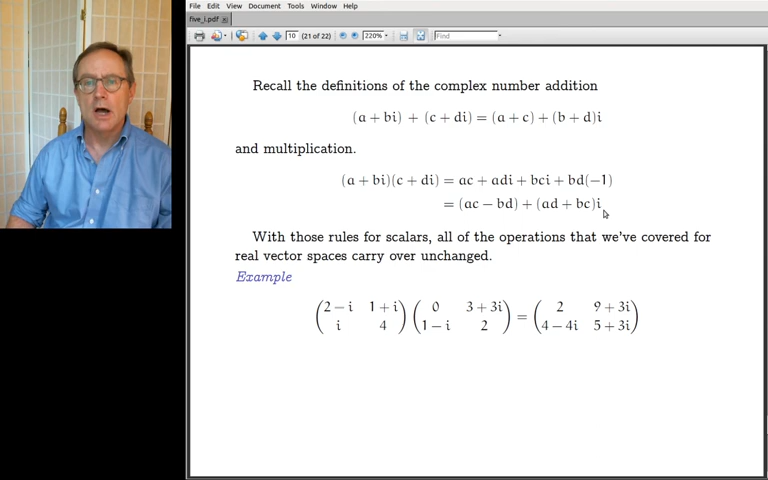 File Edit View Document Tools Window Help
five_i.pdf
10 (21 of 22) 220% Find
Recall the definitions of the complex number addition
(a + bi) + (c + di) = (a + c) + (b + d)i
and multiplication.
(a + bi)(c + di) = ac + adi + bci + bd(−1)
= (ac − bd) + (ad + bc)i
With those rules for scalars, all of the operations that we've covered for
real vector spaces carry over unchanged.
Example
(2 − i 1 + i) (0 3 + 3i) = (2 9 + 3i)
(i 4) (1 − i 2) (4 − 4i 5 + 3i)